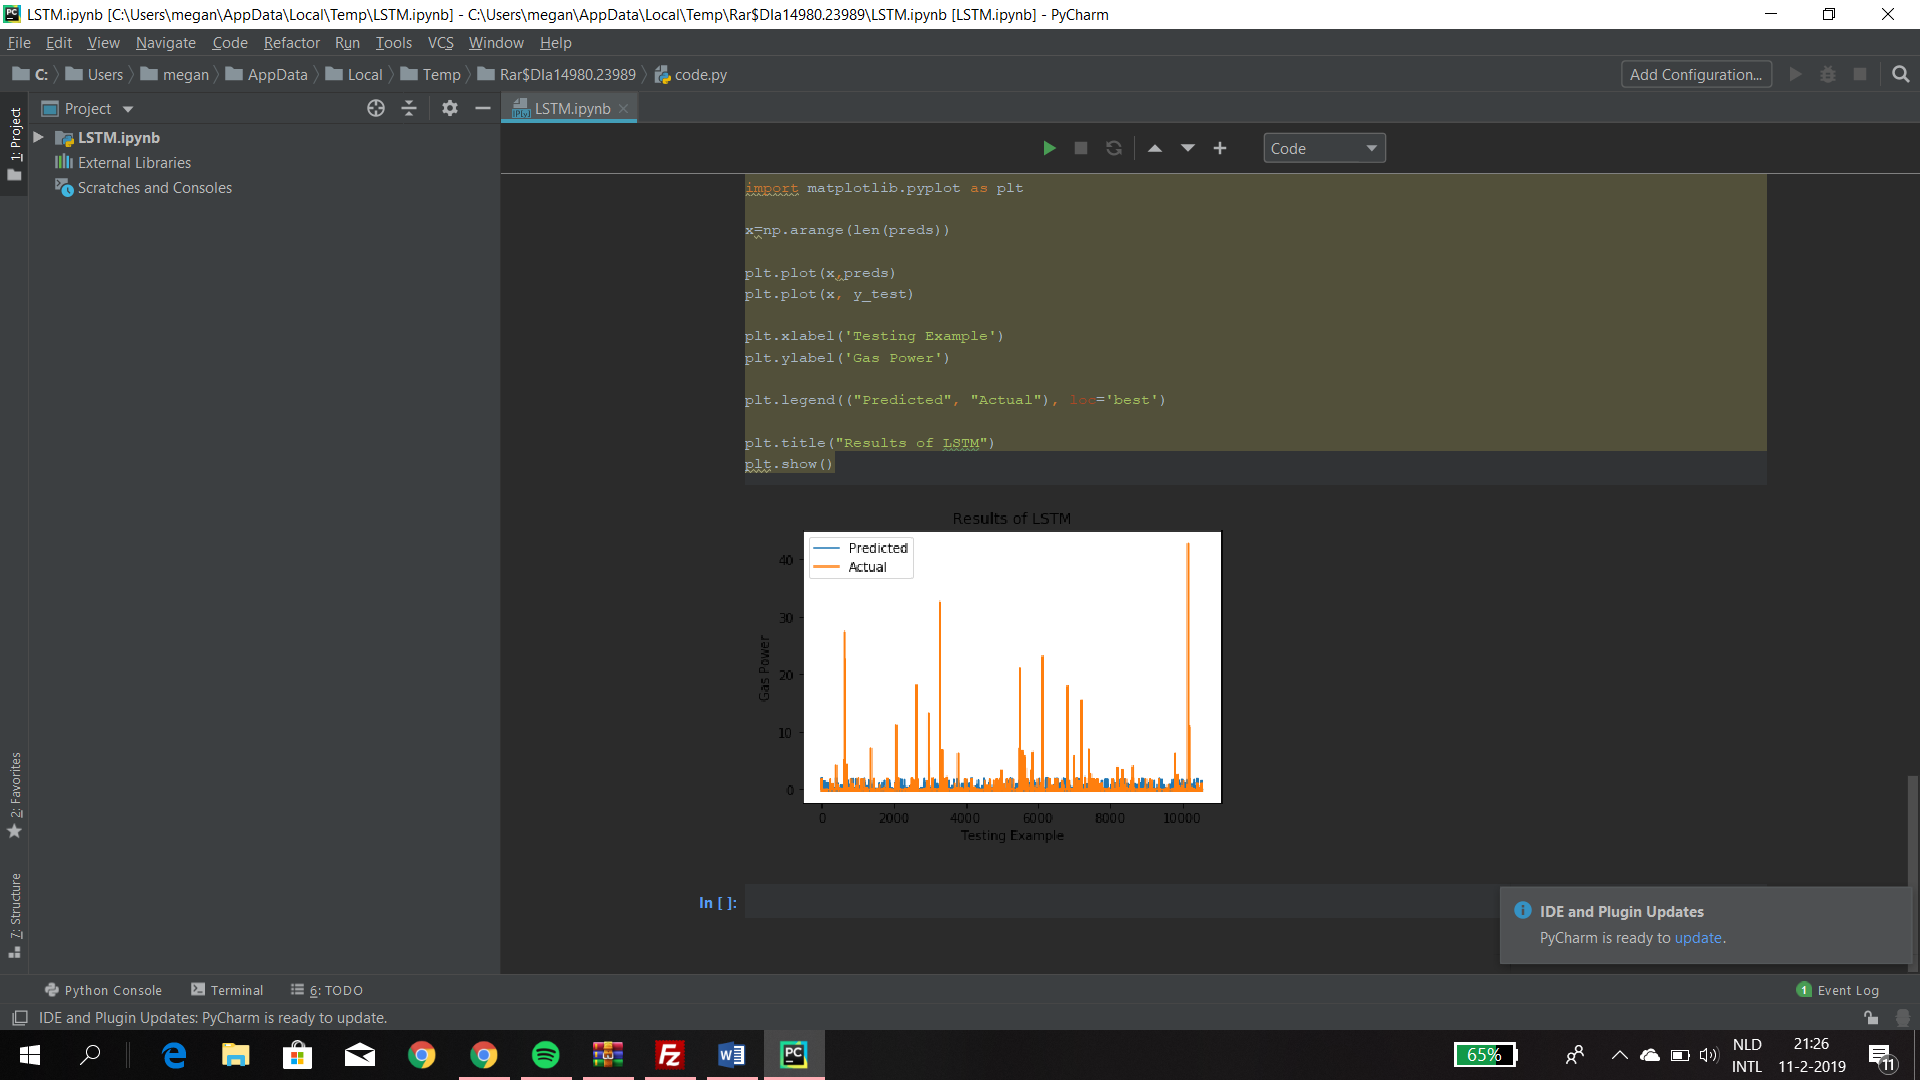 LSTM.ipynb [C:\Users\megan\AppData\Local\Temp\LSTM.ipynb] - C:\Users\megan\AppData\Local\Temp\Rar$DIa14980.23989\LSTM.ipynb [LSTM.ipynb] - PyCharm
File Edit View Navigate Code Refactor Run Tools VCS Window Help
C: Users megan AppData Local Temp Rar$DIa14980.23989 code.py Add Configuration...
Project LSTM.ipynb
1: Project
LSTM.ipynb
External Libraries
Scratches and Consoles
Code
import matplotlib.pyplot as plt
x=np.arange(len(preds))
plt.plot(x,preds)
plt.plot(x, y_test)
plt.xlabel('Testing Example')
plt.ylabel('Gas Power')
plt.legend(("Predicted", "Actual"), loc='best')
plt.title("Results of LSTM")
plt.show()
Results of LSTM
Predicted
Actual
40
30
20
10
0
Gas Power
0 2000 4000 6000 8000 10000
Testing Example
In [ ]:
2: Favorites
7: Structure
IDE and Plugin Updates
PyCharm is ready to update.
Python Console Terminal 6: TODO 1 Event Log
IDE and Plugin Updates: PyCharm is ready to update.
65% NLD 21:26
INTL 11-2-2019 11